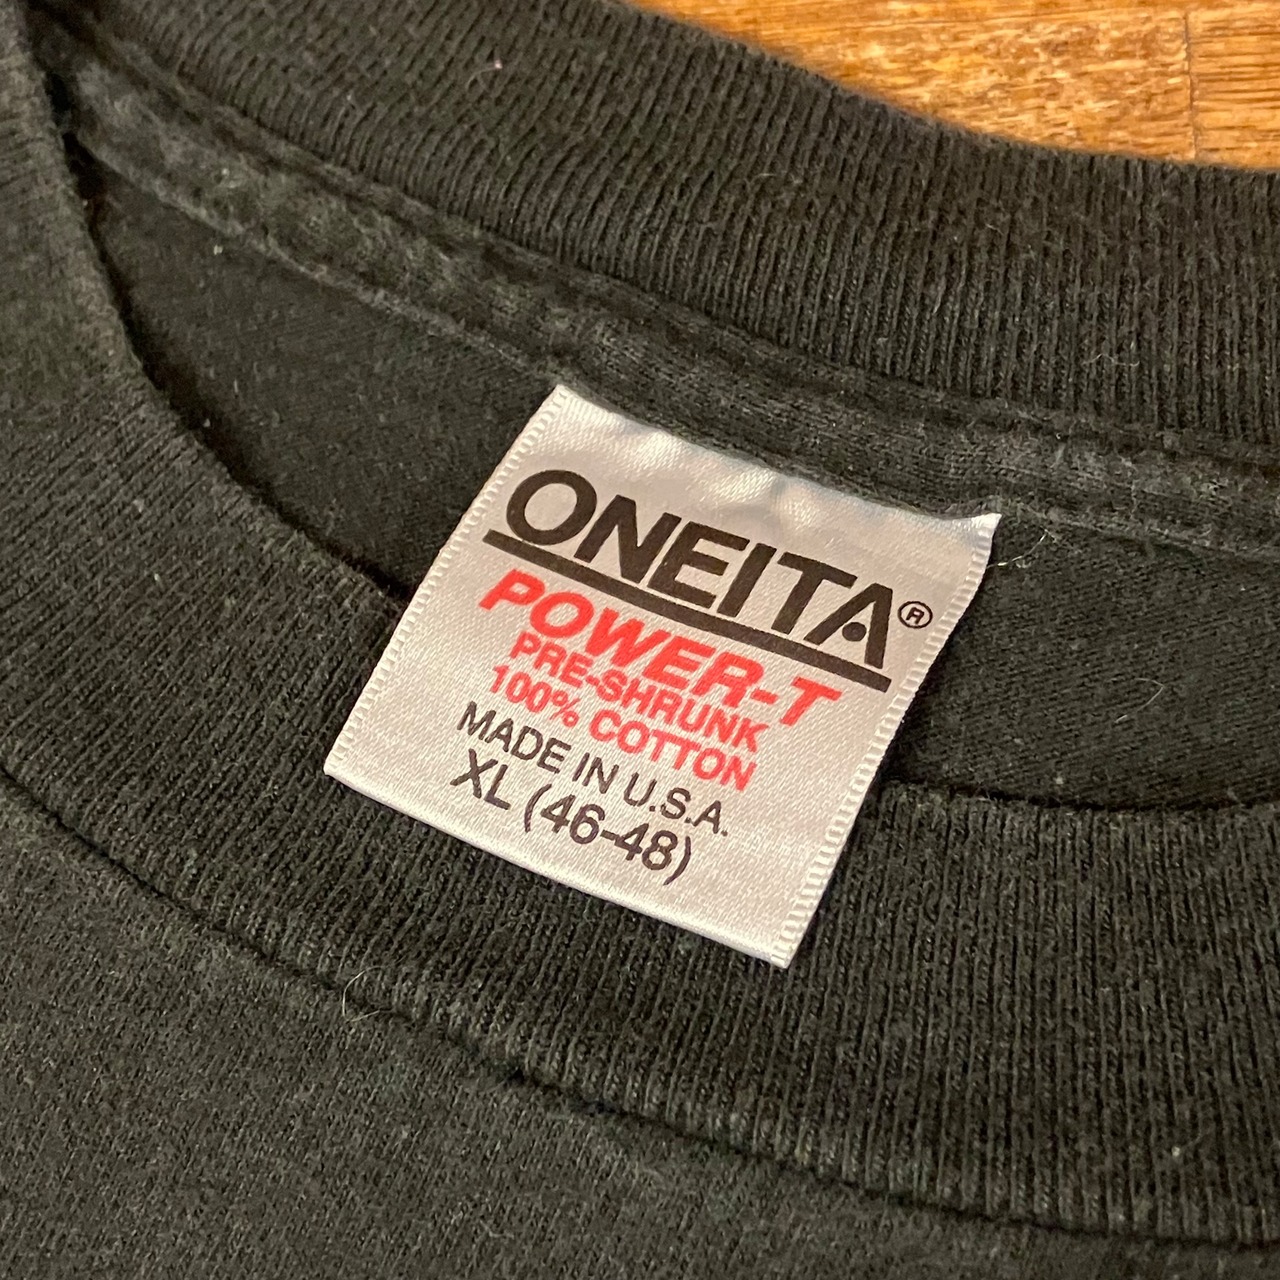 ONEITA®
POWER-T
PRE-SHRUNK
100% COTTON
MADE IN U.S.A.
XL (46-48)